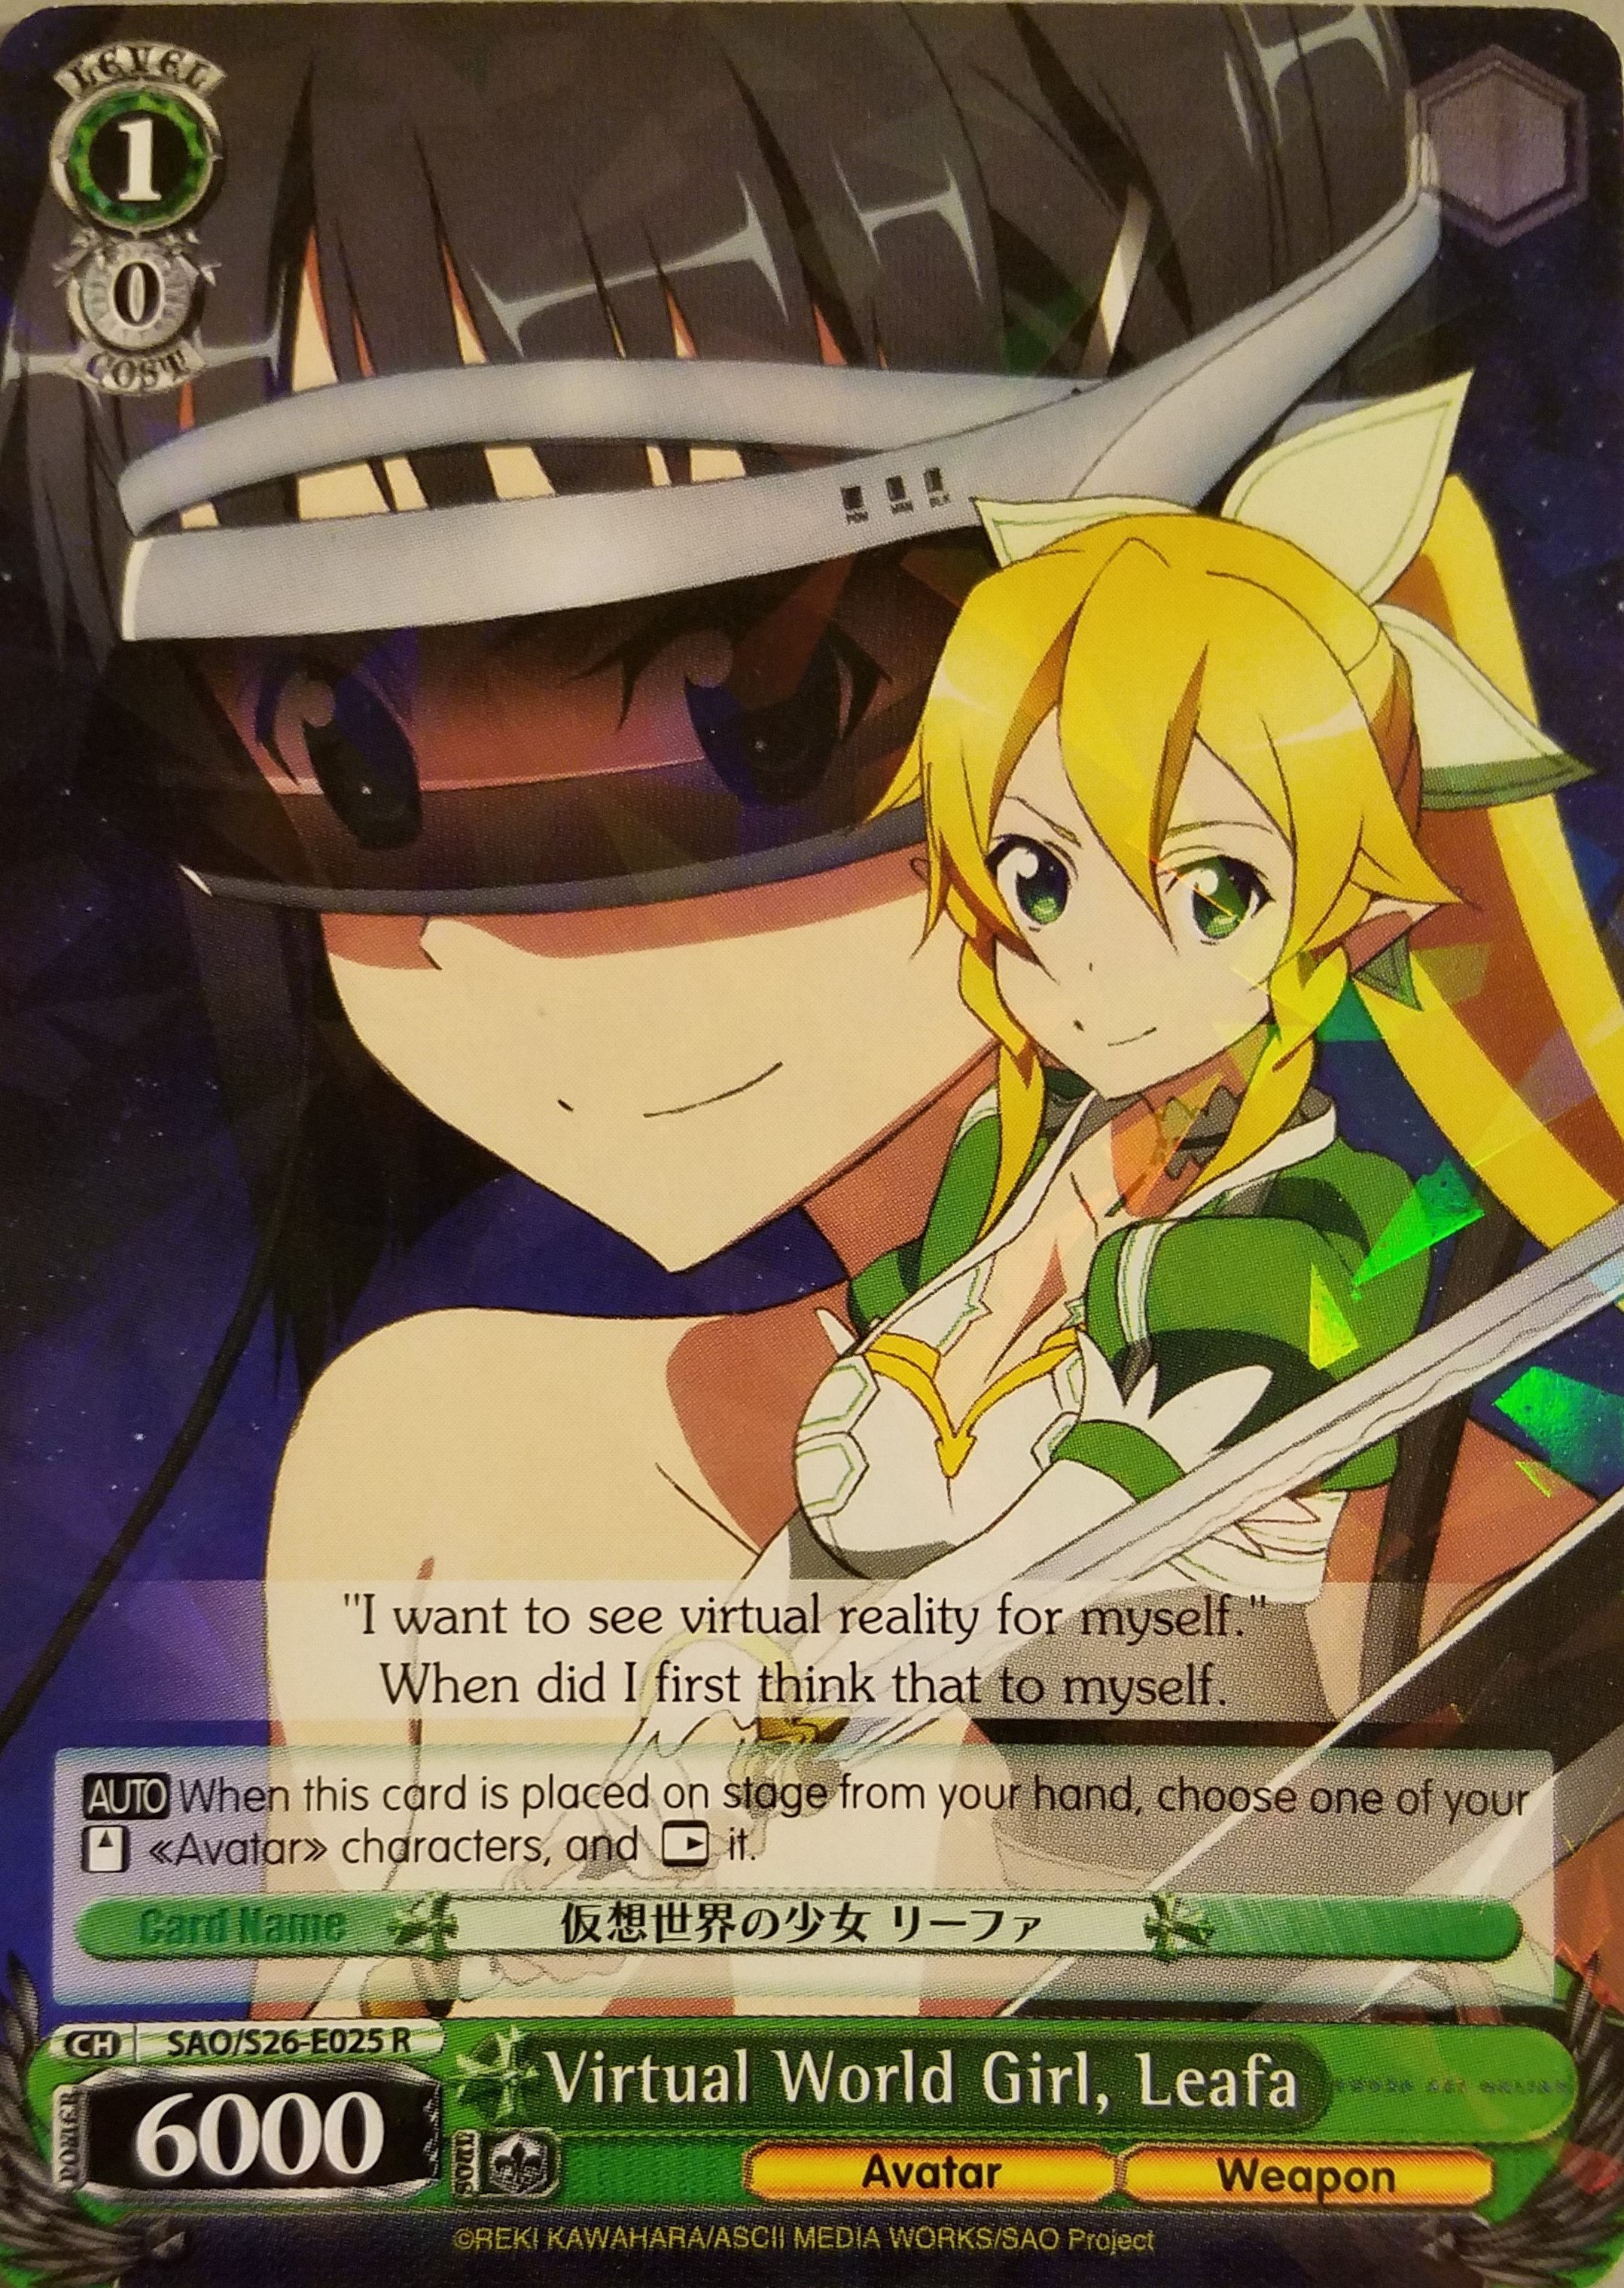 LEVEL
1
0
COST
POW
"I want to see virtual reality for myself."
When did I first think that to myself.
AUTO When this card is placed on stage from your hand, choose one of your
«Avatar» characters, and it.
Card Name
仮想世界の少女 リーファ
CH SAO/S26-E025 R
Virtual World Girl, Leafa
POWER
6000
SOUL
Avatar
Weapon
©REKI KAWAHARA/ASCII MEDIA WORKS/SAO Project